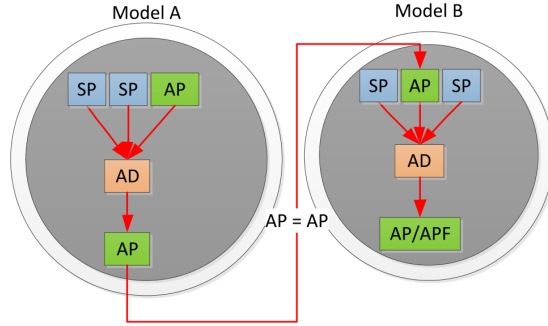 Model A
Model B
SP SP AP
SP AP SP
AD
AD
AP
AP = AP
AP/APF